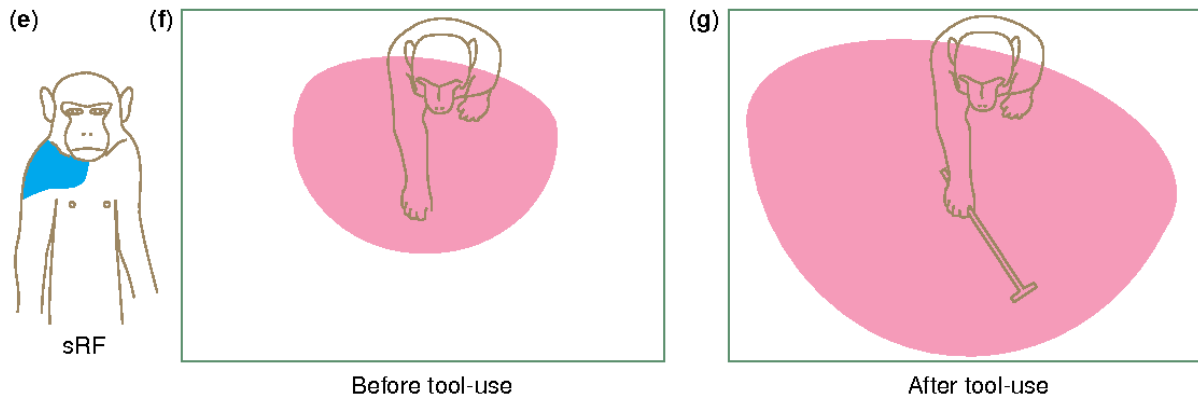 (e)
(f)
(g)
sRF
Before tool-use
After tool-use